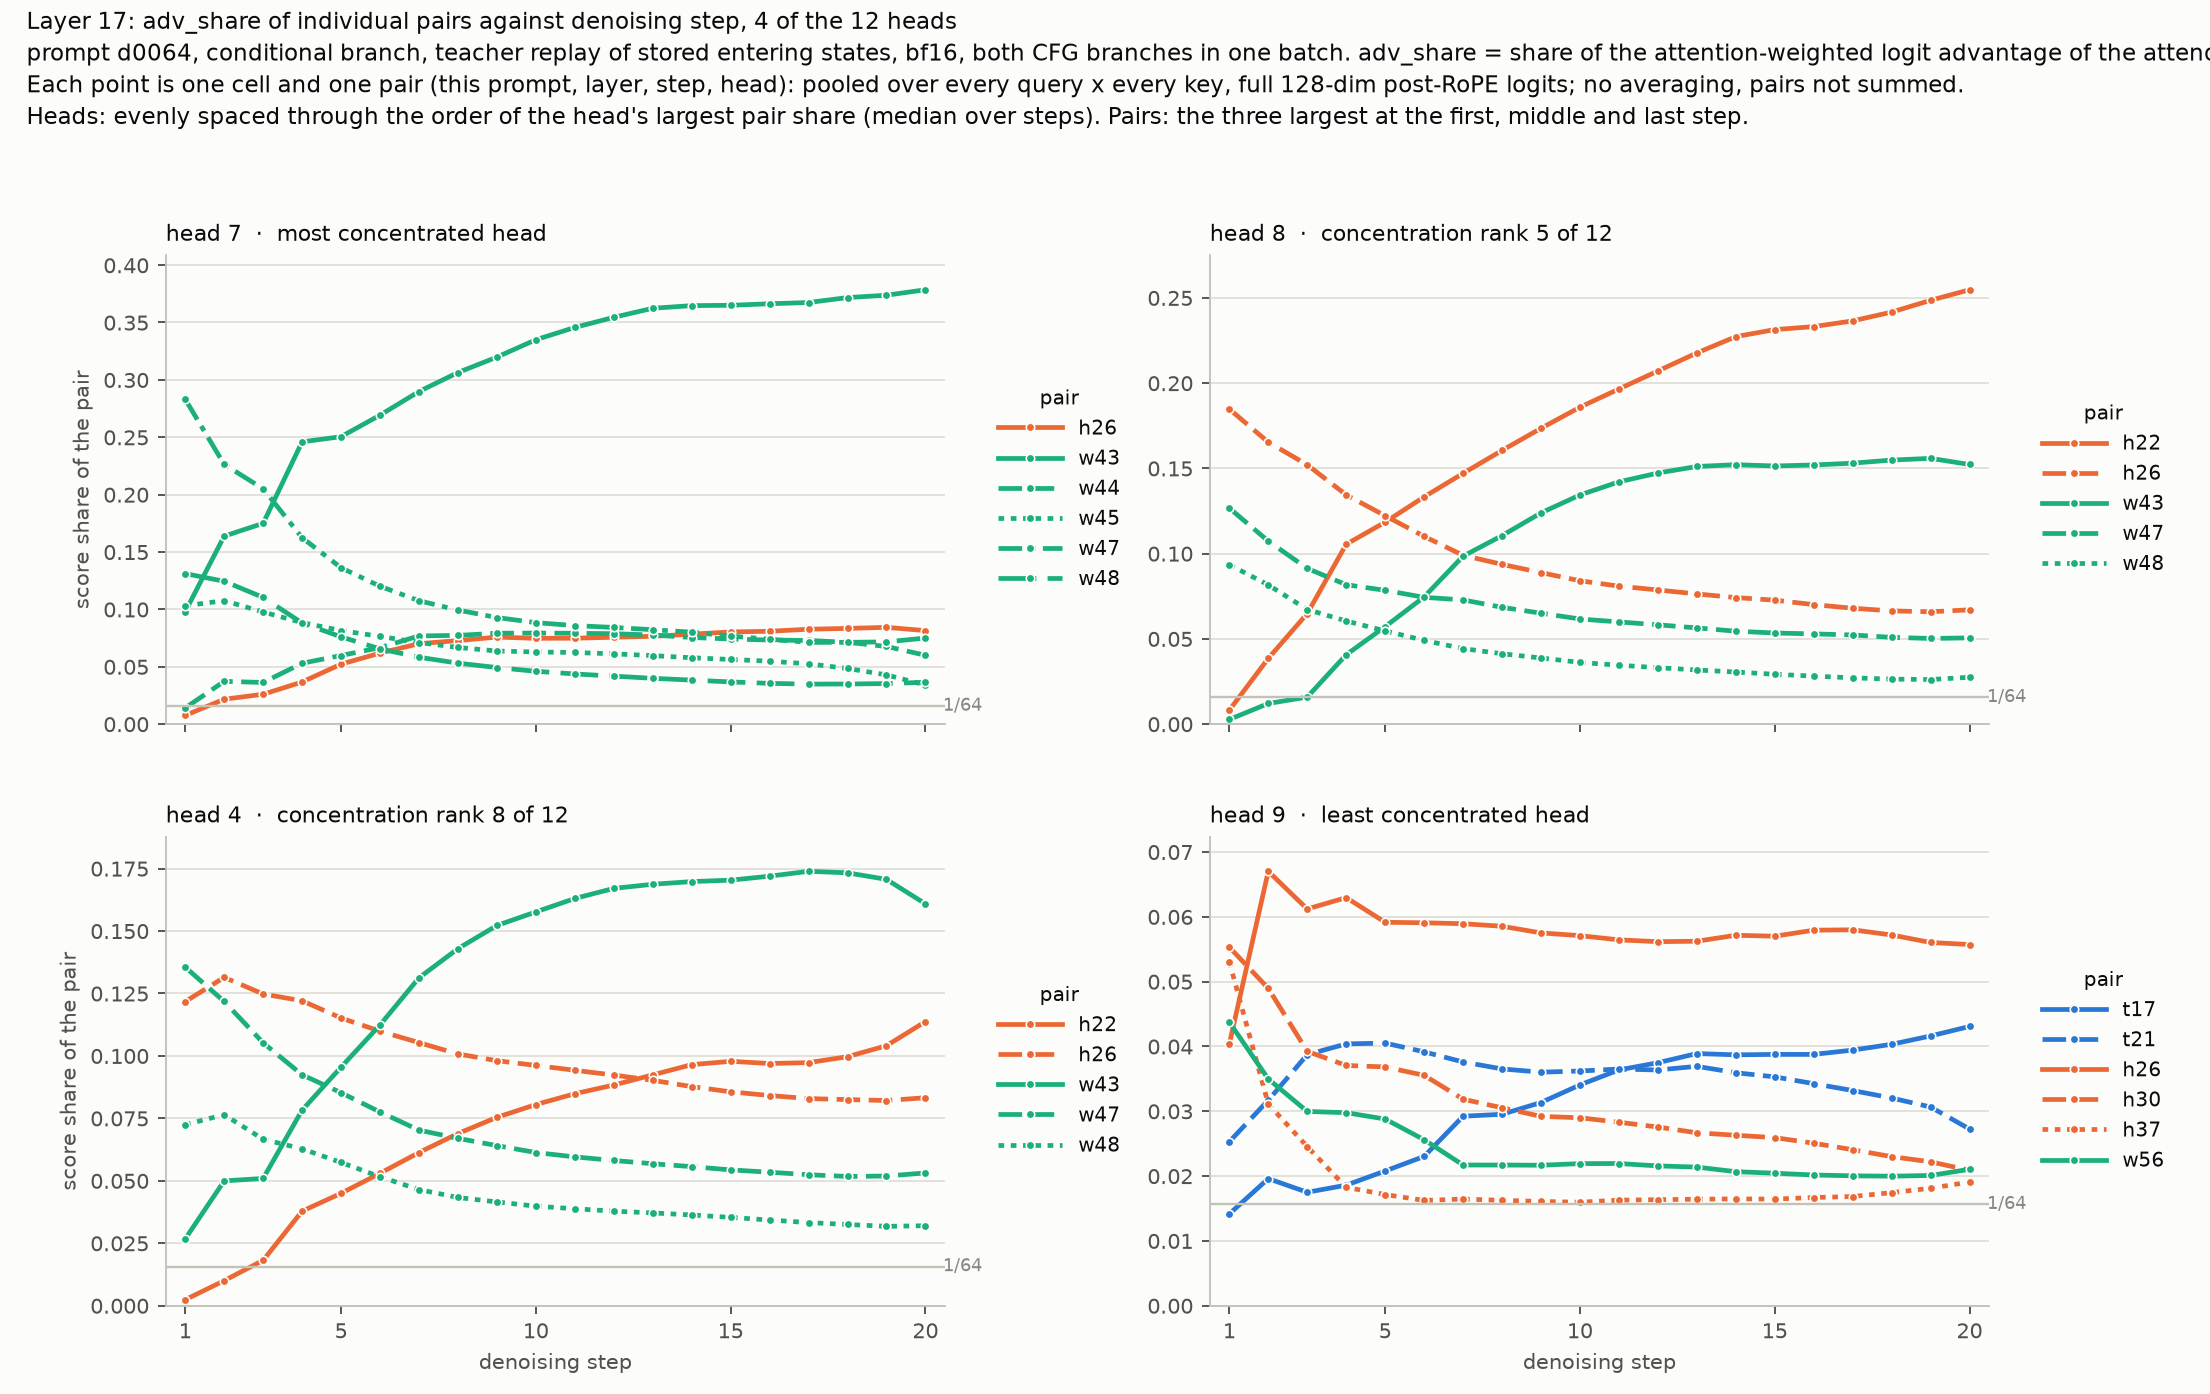 Layer 17: adv_share of individual pairs against denoising step, 4 of the 12 heads
prompt d0064, conditional branch, teacher replay of stored entering states, bf16, both CFG branches in one batch. adv_share = share of the attention-weighted logit advantage of the
Each point is one cell and one pair (this prompt, layer, step, head): pooled over every query x every key, full 128-dim post-RoPE logits; no averaging, pairs not summed.
Heads: evenly spaced through the order of the head's largest pair share (median over steps). Pairs: the three largest at the first, middle and last step.
head 7 · most concentrated head
score share of the pair
0.40
0.35
0.30
0.25
0.20
0.15
0.10
0.05
0.00
1/64
pair
h26
w43
w44
w45
w47
w48
head 8 · concentration rank 5 of 12
0.25
0.20
0.15
0.10
0.05
0.00
1/64
pair
h22
h26
w43
w47
w48
head 4 · concentration rank 8 of 12
score share of the pair
0.175
0.150
0.125
0.100
0.075
0.050
0.025
0.000
1/64
1
5
10
15
20
denoising step
pair
h22
h26
w43
w47
w48
head 9 · least concentrated head
0.07
0.06
0.05
0.04
0.03
0.02
0.01
0.00
1/64
1
5
10
15
20
denoising step
pair
t17
t21
h26
h30
h37
w56